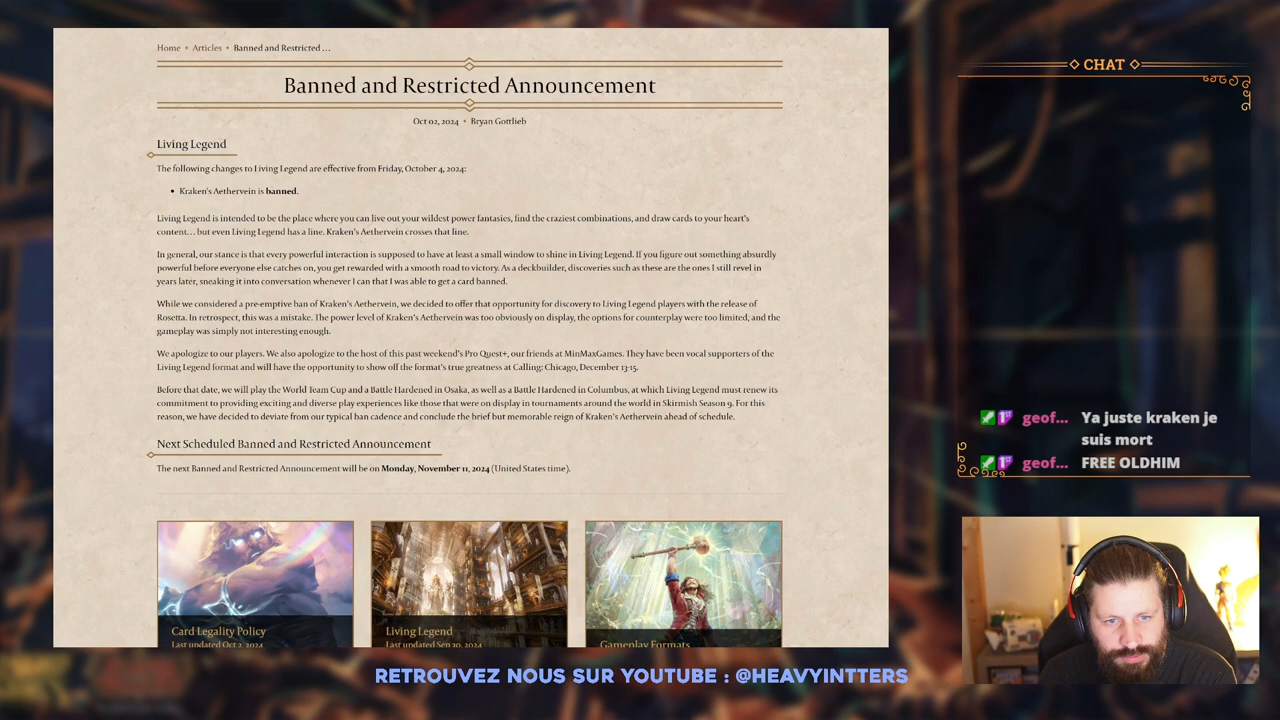 Home • Articles • Banned and Restricted ...
Banned and Restricted Announcement
Oct 02, 2024 • Bryan Gottlieb
Living Legend
The following changes to Living Legend are effective from Friday, October 4, 2024:
• Kraken's Aethervein is banned.
Living Legend is intended to be the place where you can live out your wildest power fantasies, find the craziest combinations, and draw cards to your heart's
content... but even Living Legend has a line. Kraken's Aethervein crosses that line.
In general, our stance is that every powerful interaction is supposed to have at least a small window to shine in Living Legend. If you figure out something absurdly
powerful before everyone else catches on, you get rewarded with a smooth road to victory. As a deckbuilder, discoveries such as these are the ones I still revel in
years later, sneaking it into conversation whenever I can that I was able to get a card banned.
While we considered a pre-emptive ban of Kraken's Aethervein, we decided to offer that opportunity for discovery to Living Legend players with the release of
Rosetta. In retrospect, this was a mistake. The power level of Kraken's Aethervein was too obviously on display, the options for counterplay were too limited, and the
gameplay was simply not interesting enough.
We apologize to our players. We also apologize to the host of this past weekend's Pro Quest+, our friends at MinMaxGames. They have been vocal supporters of the
Living Legend format and will have the opportunity to show off the format's true greatness at Calling: Chicago, December 13-15.
Before that date, we will play the World Team Cup and a Battle Hardened in Osaka, as well as a Battle Hardened in Columbus, at which Living Legend must renew its
commitment to providing exciting and diverse play experiences like those that were on display in tournaments around the world in Skirmish Season 9. For this
reason, we have decided to deviate from our typical ban cadence and conclude the brief but memorable reign of Kraken's Aethervein ahead of schedule.
Next Scheduled Banned and Restricted Announcement
The next Banned and Restricted Announcement will be on Monday, November 11, 2024 (United States time).
Card Legality Policy
Last updated Oct 2, 2024
Living Legend
Last updated Sep 30, 2024
Gameplay Formats
CHAT
geof... Ya juste kraken je
suis mort
geof... FREE OLDHIM
RETROUVEZ NOUS SUR YOUTUBE : @HEAVYINTTERS